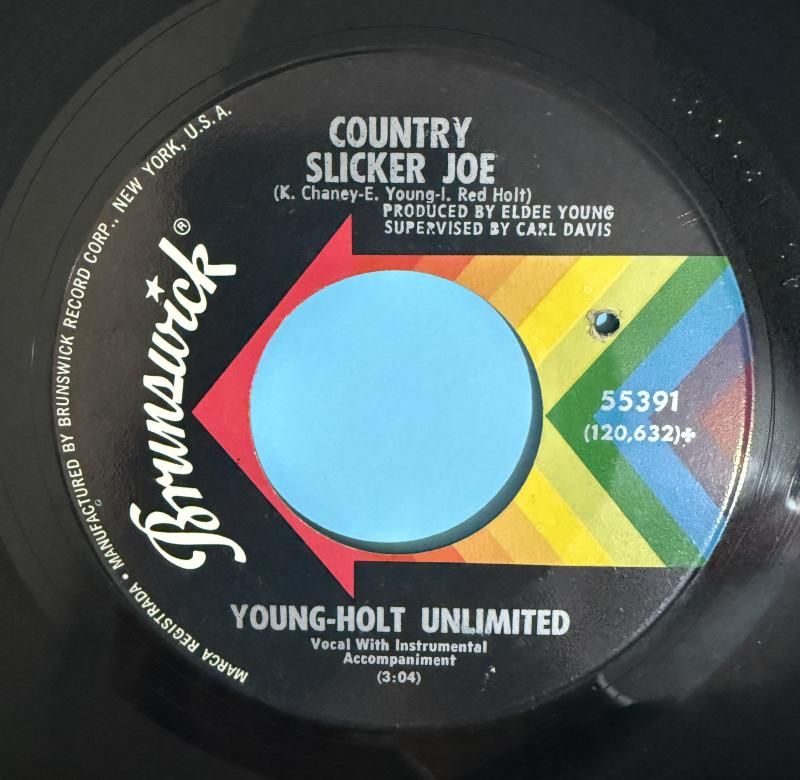 COUNTRY
SLICKER JOE
(K. Chaney-E. Young-I. Red Holt)
PRODUCED BY ELDEE YOUNG
SUPERVISED BY CARL DAVIS
Brunswick®
55391
(120,632)✤
YOUNG-HOLT UNLIMITED
Vocal With Instrumental
Accompaniment
(3:04)
MARCA REGISTRADA • MANUFACTURED BY BRUNSWICK RECORD CORP., NEW YORK, U.S.A.